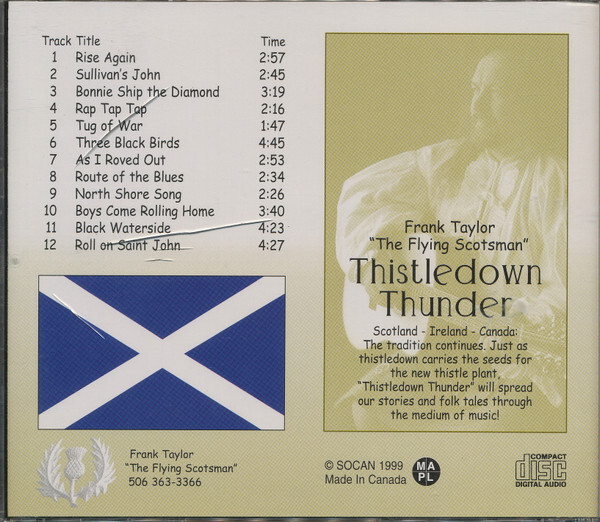 Track Title Time
1 Rise Again 2:57
2 Sullivan's John 2:45
3 Bonnie Ship the Diamond 3:19
4 Rap Tap Tap 2:16
5 Tug of War 1:47
6 Three Black Birds 4:45
7 As I Roved Out 2:53
8 Route of the Blues 2:34
9 North Shore Song 2:26
10 Boys Come Rolling Home 3:40
11 Black Waterside 4:23
12 Roll on Saint John 4:27
Frank Taylor
"The Flying Scotsman"
Thistledown
Thunder
Scotland - Ireland - Canada:
The tradition continues. Just as
thistledown carries the seeds for
the new thistle plant,
"Thistledown Thunder" will spread
our stories and folk tales through
the medium of music!
Frank Taylor
"The Flying Scotsman"
506 363-3366
© SOCAN 1999
Made In Canada
MA
PL
COMPACT
disc
DIGITAL AUDIO